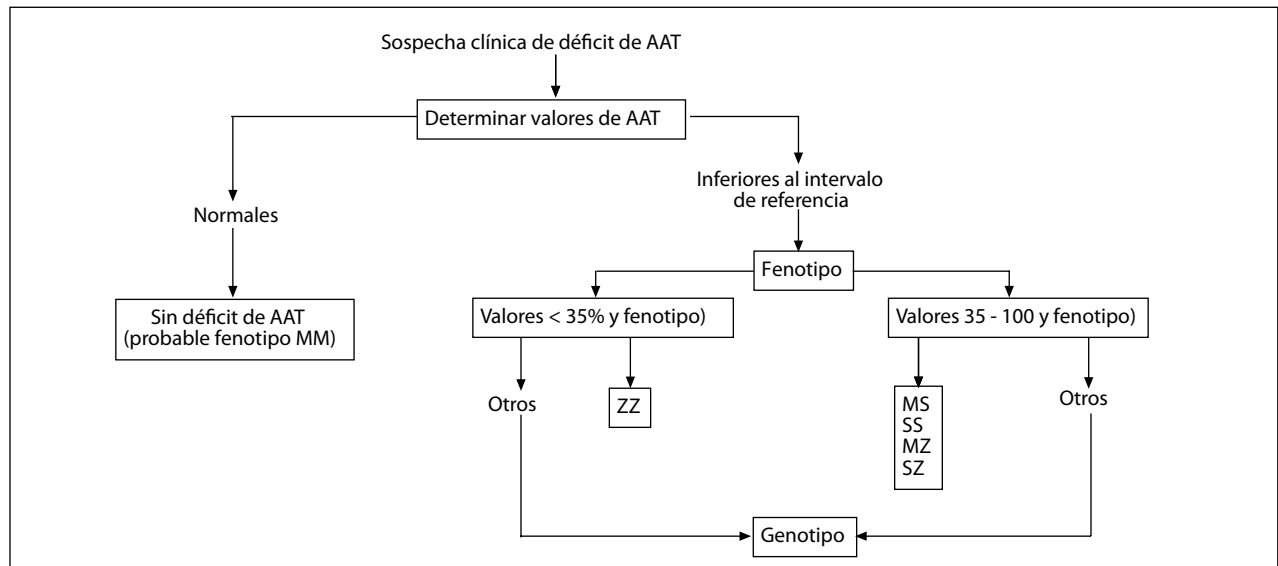 Sospecha clínica de déficit de AAT
Determinar valores de AAT
Inferiores al intervalo
de referencia
Normales
Fenotipo
Sin déficit de AAT
(probable fenotipo MM)
Valores < 35% y fenotipo)
Valores 35 - 100 y fenotipo)
Otros
ZZ
MS
SS
MZ
SZ
Otros
Genotipo